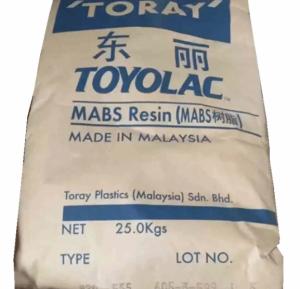 TORAY
东丽
TOYOLAC™
MABS Resin (MABS树脂)
MADE IN MALAYSIA
Toray Plastics (Malaysia) Sdn. Bhd.
NET 25.0Kgs
TYPE LOT NO.